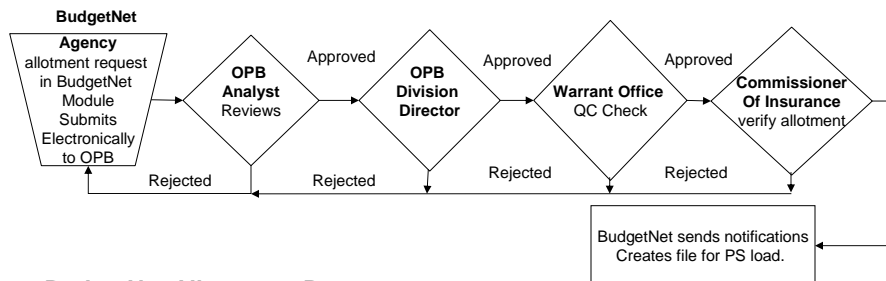 BudgetNet
Agency
allotment request
in BudgetNet
Module
Submits
Electronically
to OPB
OPB
Analyst
Reviews
Approved
OPB
Division
Director
Approved
Warrant Office
QC Check
Approved
Commissioner
Of Insurance
verify allotment
Rejected
Rejected
Rejected
Rejected
BudgetNet sends notifications
Creates file for PS load.